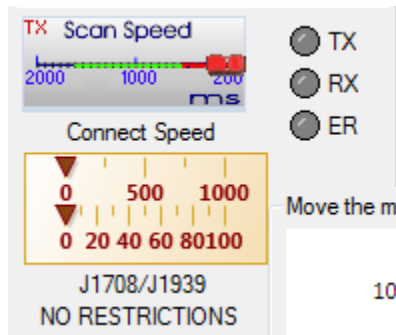 TX Scan Speed
2000 1000 200
ms
Connect Speed
0 500 1000
0 20 40 60 80100
J1708/J1939
NO RESTRICTIONS
TX
RX
ER
Move the m
10